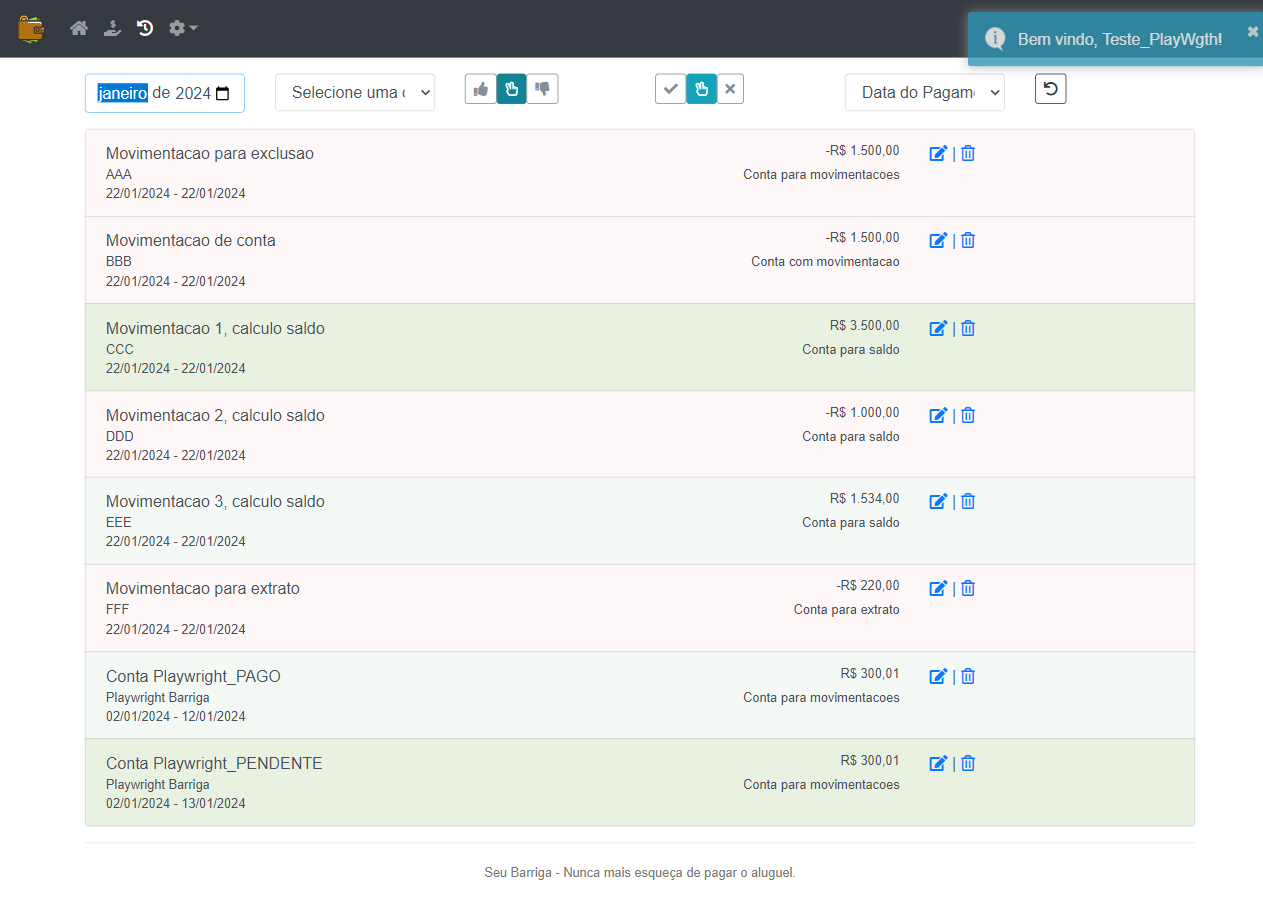 Bem vindo, Teste_PlayWgth!
janeiro de 2024
Selecione uma
Data do Pagam
Movimentacao para exclusao
AAA
22/01/2024 - 22/01/2024
-R$ 1.500,00
Conta para movimentacoes
|
Movimentacao de conta
BBB
22/01/2024 - 22/01/2024
-R$ 1.500,00
Conta com movimentacao
|
Movimentacao 1, calculo saldo
CCC
22/01/2024 - 22/01/2024
R$ 3.500,00
Conta para saldo
|
Movimentacao 2, calculo saldo
DDD
22/01/2024 - 22/01/2024
-R$ 1.000,00
Conta para saldo
|
Movimentacao 3, calculo saldo
EEE
22/01/2024 - 22/01/2024
R$ 1.534,00
Conta para saldo
|
Movimentacao para extrato
FFF
22/01/2024 - 22/01/2024
-R$ 220,00
Conta para extrato
|
Conta Playwright_PAGO
Playwright Barriga
02/01/2024 - 12/01/2024
R$ 300,01
Conta para movimentacoes
|
Conta Playwright_PENDENTE
Playwright Barriga
02/01/2024 - 13/01/2024
R$ 300,01
Conta para movimentacoes
|
Seu Barriga - Nunca mais esqueça de pagar o aluguel.